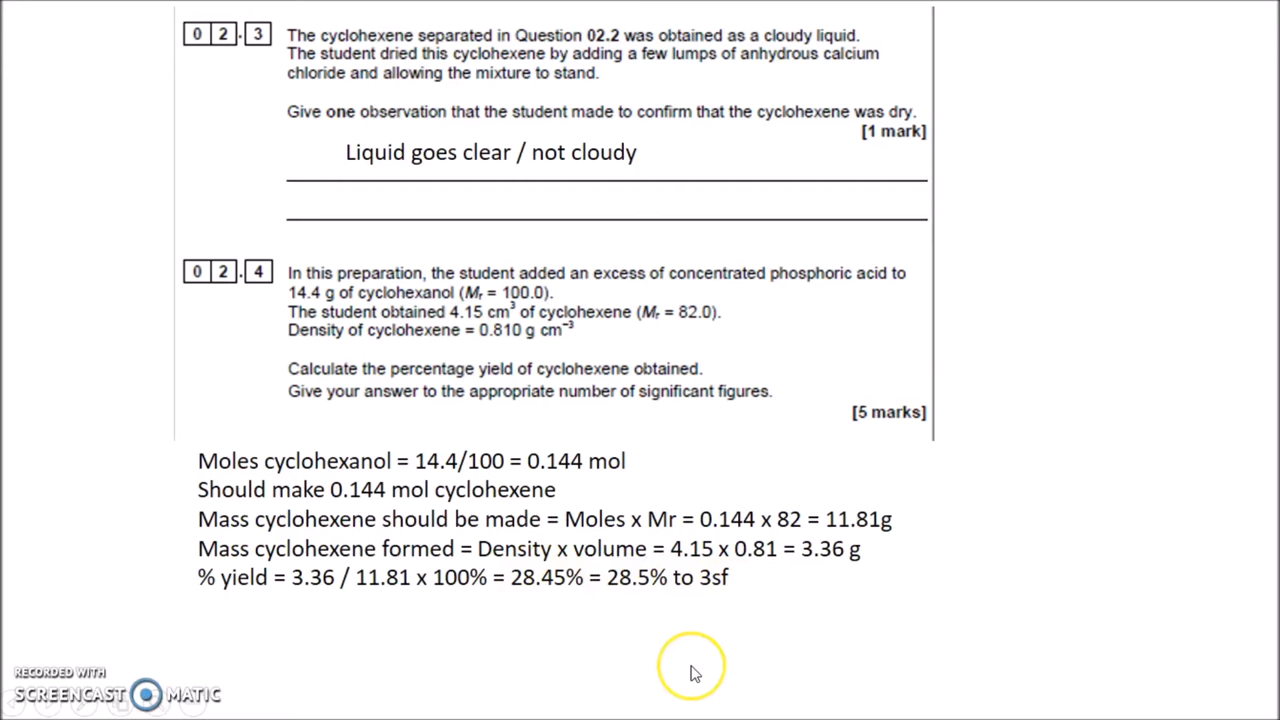 02.3 The cyclohexene separated in Question 02.2 was obtained as a cloudy liquid.
The student dried this cyclohexene by adding a few lumps of anhydrous calcium
chloride and allowing the mixture to stand.
Give one observation that the student made to confirm that the cyclohexene was dry.
[1 mark]
Liquid goes clear / not cloudy
02.4 In this preparation, the student added an excess of concentrated phosphoric acid to
14.4 g of cyclohexanol (Mr = 100.0).
The student obtained 4.15 cm³ of cyclohexene (Mr = 82.0).
Density of cyclohexene = 0.810 g cm⁻³
Calculate the percentage yield of cyclohexene obtained.
Give your answer to the appropriate number of significant figures.
[5 marks]
Moles cyclohexanol = 14.4/100 = 0.144 mol
Should make 0.144 mol cyclohexene
Mass cyclohexene should be made = Moles x Mr = 0.144 x 82 = 11.81g
Mass cyclohexene formed = Density x volume = 4.15 x 0.81 = 3.36 g
% yield = 3.36 / 11.81 x 100% = 28.45% = 28.5% to 3sf
RECORDED WITH
SCREENCAST MATIC